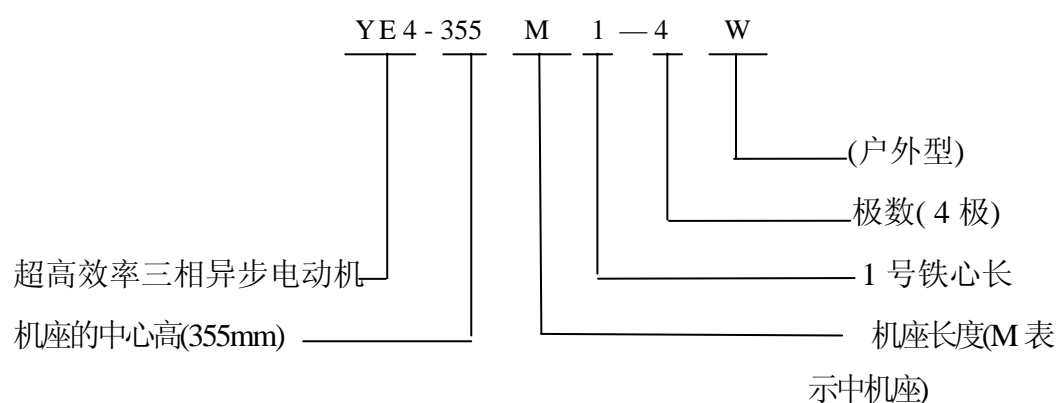 YE4-355 M 1—4 W
(户外型)
极数(4极)
超高效率三相异步电动机
1号铁心长
机座的中心高(355mm)
机座长度(M表
示中机座)